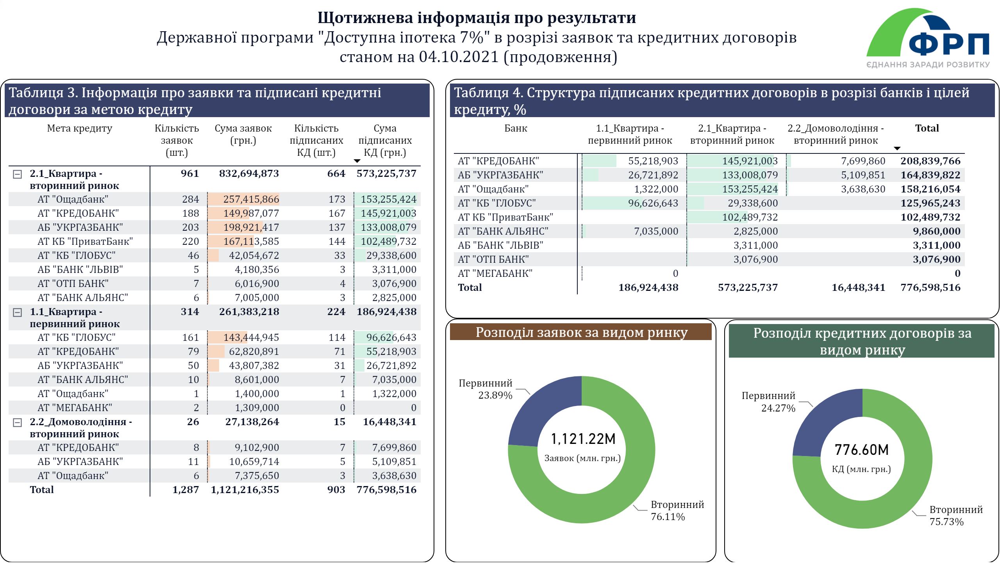 Щотижнева інформація про результати
Державної програми "Доступна іпотека 7%" в розрізі заявок та кредитних договорів
станом на 04.10.2021 (продовження)
ФРП
ЄДНАННЯ ЗАРАДИ РОЗВИТКУ
Таблиця 3. Інформація про заявки та підписані кредитні
договори за метою кредиту
Мета кредиту Кількість заявок (шт.) Сума заявок (грн.) Кількість підписаних КД (шт.) Сума підписаних КД (грн.)
2.1_Квартира - 961 832,694,873 664 573,225,737
вторинний ринок
АТ "Ощадбанк" 284 257,415,866 173 153,255,424
АТ "КРЕДОБАНК" 188 149,987,077 167 145,921,003
АБ "УКРГАЗБАНК" 203 198,921,417 137 133,008,079
АТ КБ "ПриватБанк" 220 167,113,585 144 102,489,732
АТ "КБ "ГЛОБУС" 46 42,054,672 33 29,338,600
АБ "БАНК "ЛЬВІВ" 5 4,180,356 3 3,311,000
АТ "ОТП БАНК" 7 6,016,900 4 3,076,900
АТ "БАНК АЛЬЯНС" 6 7,005,000 3 2,825,000
1.1_Квартира - 314 261,383,218 224 186,924,438
первинний ринок
АТ "КБ "ГЛОБУС" 161 143,444,945 114 96,626,643
АТ "КРЕДОБАНК" 79 62,820,891 71 55,218,903
АБ "УКРГАЗБАНК" 50 43,807,382 31 26,721,892
АТ "БАНК АЛЬЯНС" 10 8,601,000 7 7,035,000
АТ "Ощадбанк" 1 1,400,000 1 1,322,000
АТ "МЕГАБАНК" 2 1,309,000 0 0
2.2_Домоволодіння - 26 27,138,264 15 16,448,341
вторинний ринок
АТ "КРЕДОБАНК" 8 9,102,900 7 7,699,860
АБ "УКРГАЗБАНК" 11 10,659,714 5 5,109,851
АТ "Ощадбанк" 6 7,375,650 3 3,638,630
Total 1,287 1,121,216,355 903 776,598,516
Таблиця 4. Структура підписаних кредитних договорів в розрізі банків і цілей
кредиту, %
Банк 1.1_Квартира - 2.1_Квартира - 2.2_Домоволодіння - Total
первинний ринок вторинний ринок вторинний ринок
АТ "КРЕДОБАНК" 55,218,903 145,921,003 7,699,860 208,839,766
АБ "УКРГАЗБАНК" 26,721,892 133,008,079 5,109,851 164,839,822
АТ "Ощадбанк" 1,322,000 153,255,424 3,638,630 158,216,054
АТ "КБ "ГЛОБУС" 96,626,643 29,338,600 125,965,243
АТ КБ "ПриватБанк" 102,489,732 102,489,732
АТ "БАНК АЛЬЯНС" 7,035,000 2,825,000 9,860,000
АБ "БАНК "ЛЬВІВ" 3,311,000 3,311,000
АТ "ОТП БАНК" 3,076,900 3,076,900
АТ "МЕГАБАНК" 0 0
Total 186,924,438 573,225,737 16,448,341 776,598,516
Розподіл заявок за видом ринку
Первинний
23.89%
1,121.22M
Заявок (млн. грн.)
Вторинний
76.11%
Розподіл кредитних договорів за
видом ринку
Первинний
24.27%
776.60M
КД (млн. грн.)
Вторинний
75.73%